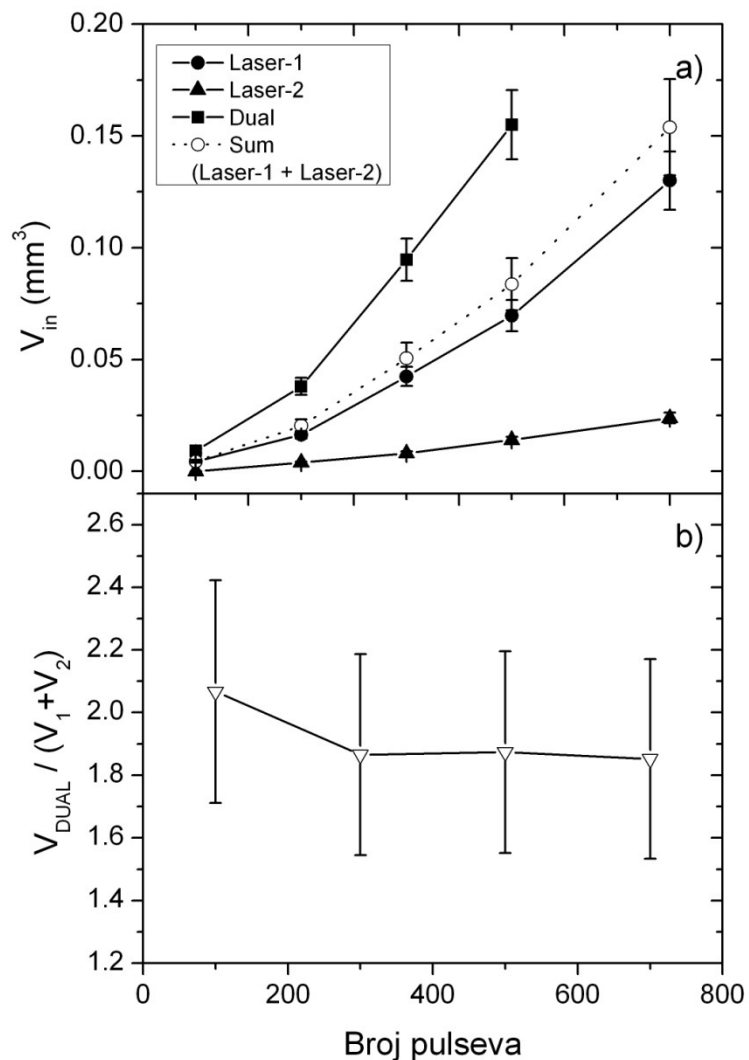 0.20
0.15
0.10
0.05
0.00
V_in (mm³)
Laser-1
Laser-2
Dual
Sum
(Laser-1 + Laser-2)
a)
2.6
2.4
2.2
2.0
1.8
1.6
1.4
1.2
V_DUAL / (V_1+V_2)
b)
0 200 400 600 800
Broj pulseva